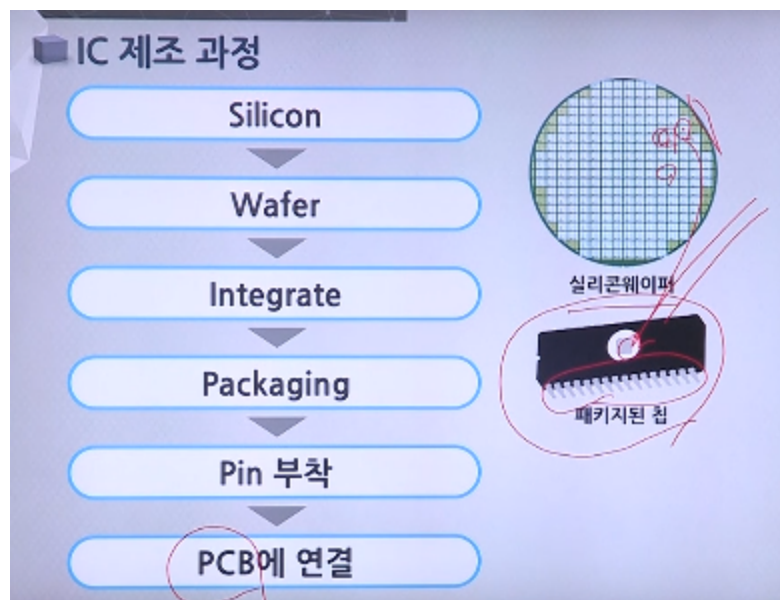 IC 제조 과정
Silicon
Wafer
Integrate
Packaging
Pin 부착
PCB에 연결
실리콘웨이퍼
패키지된 칩